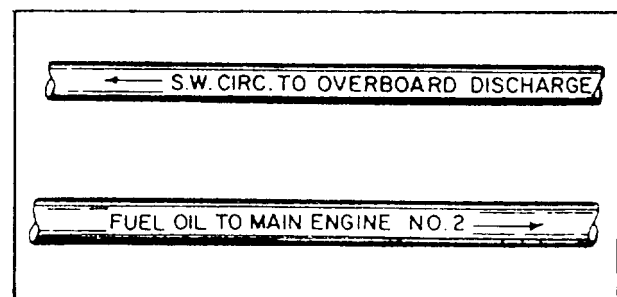 S.W. CIRC. TO OVERBOARD DISCHARGE
FUEL OIL TO MAIN ENGINE NO. 2